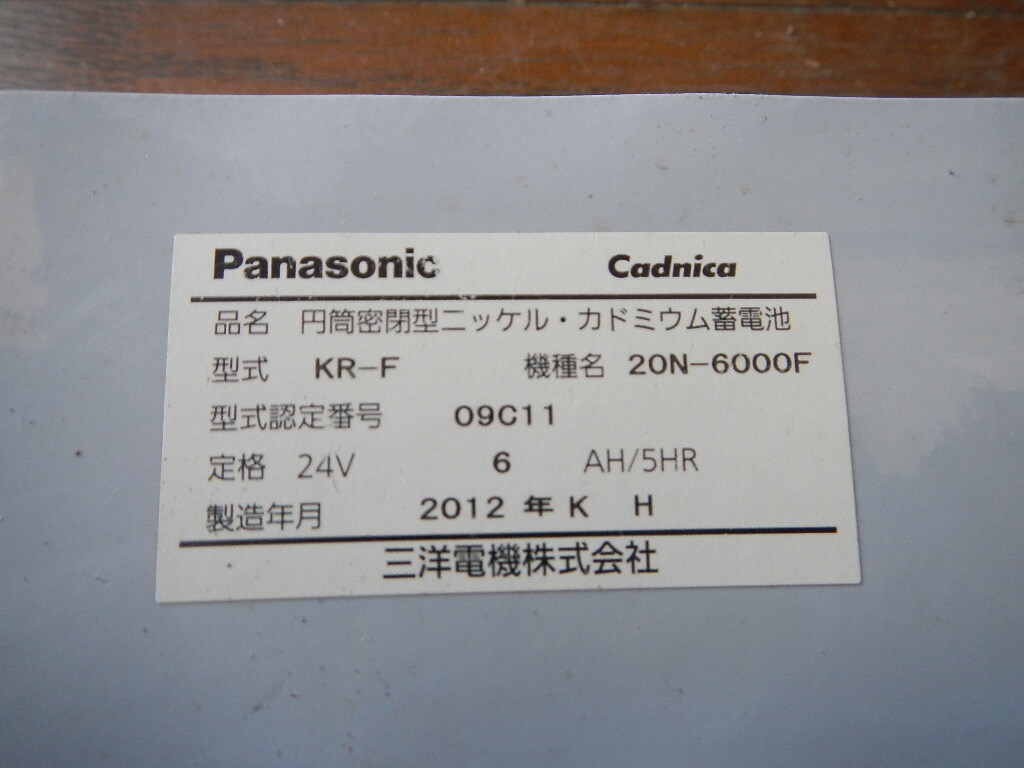 Panasonic Cadnica
品名 円筒密閉型ニッケル・カドミウム蓄電池
型式 KR-F 機種名 20N-6000F
型式認定番号 09C11
定格 24V 6 AH/5HR
製造年月 2012 年 K H
三洋電機株式会社